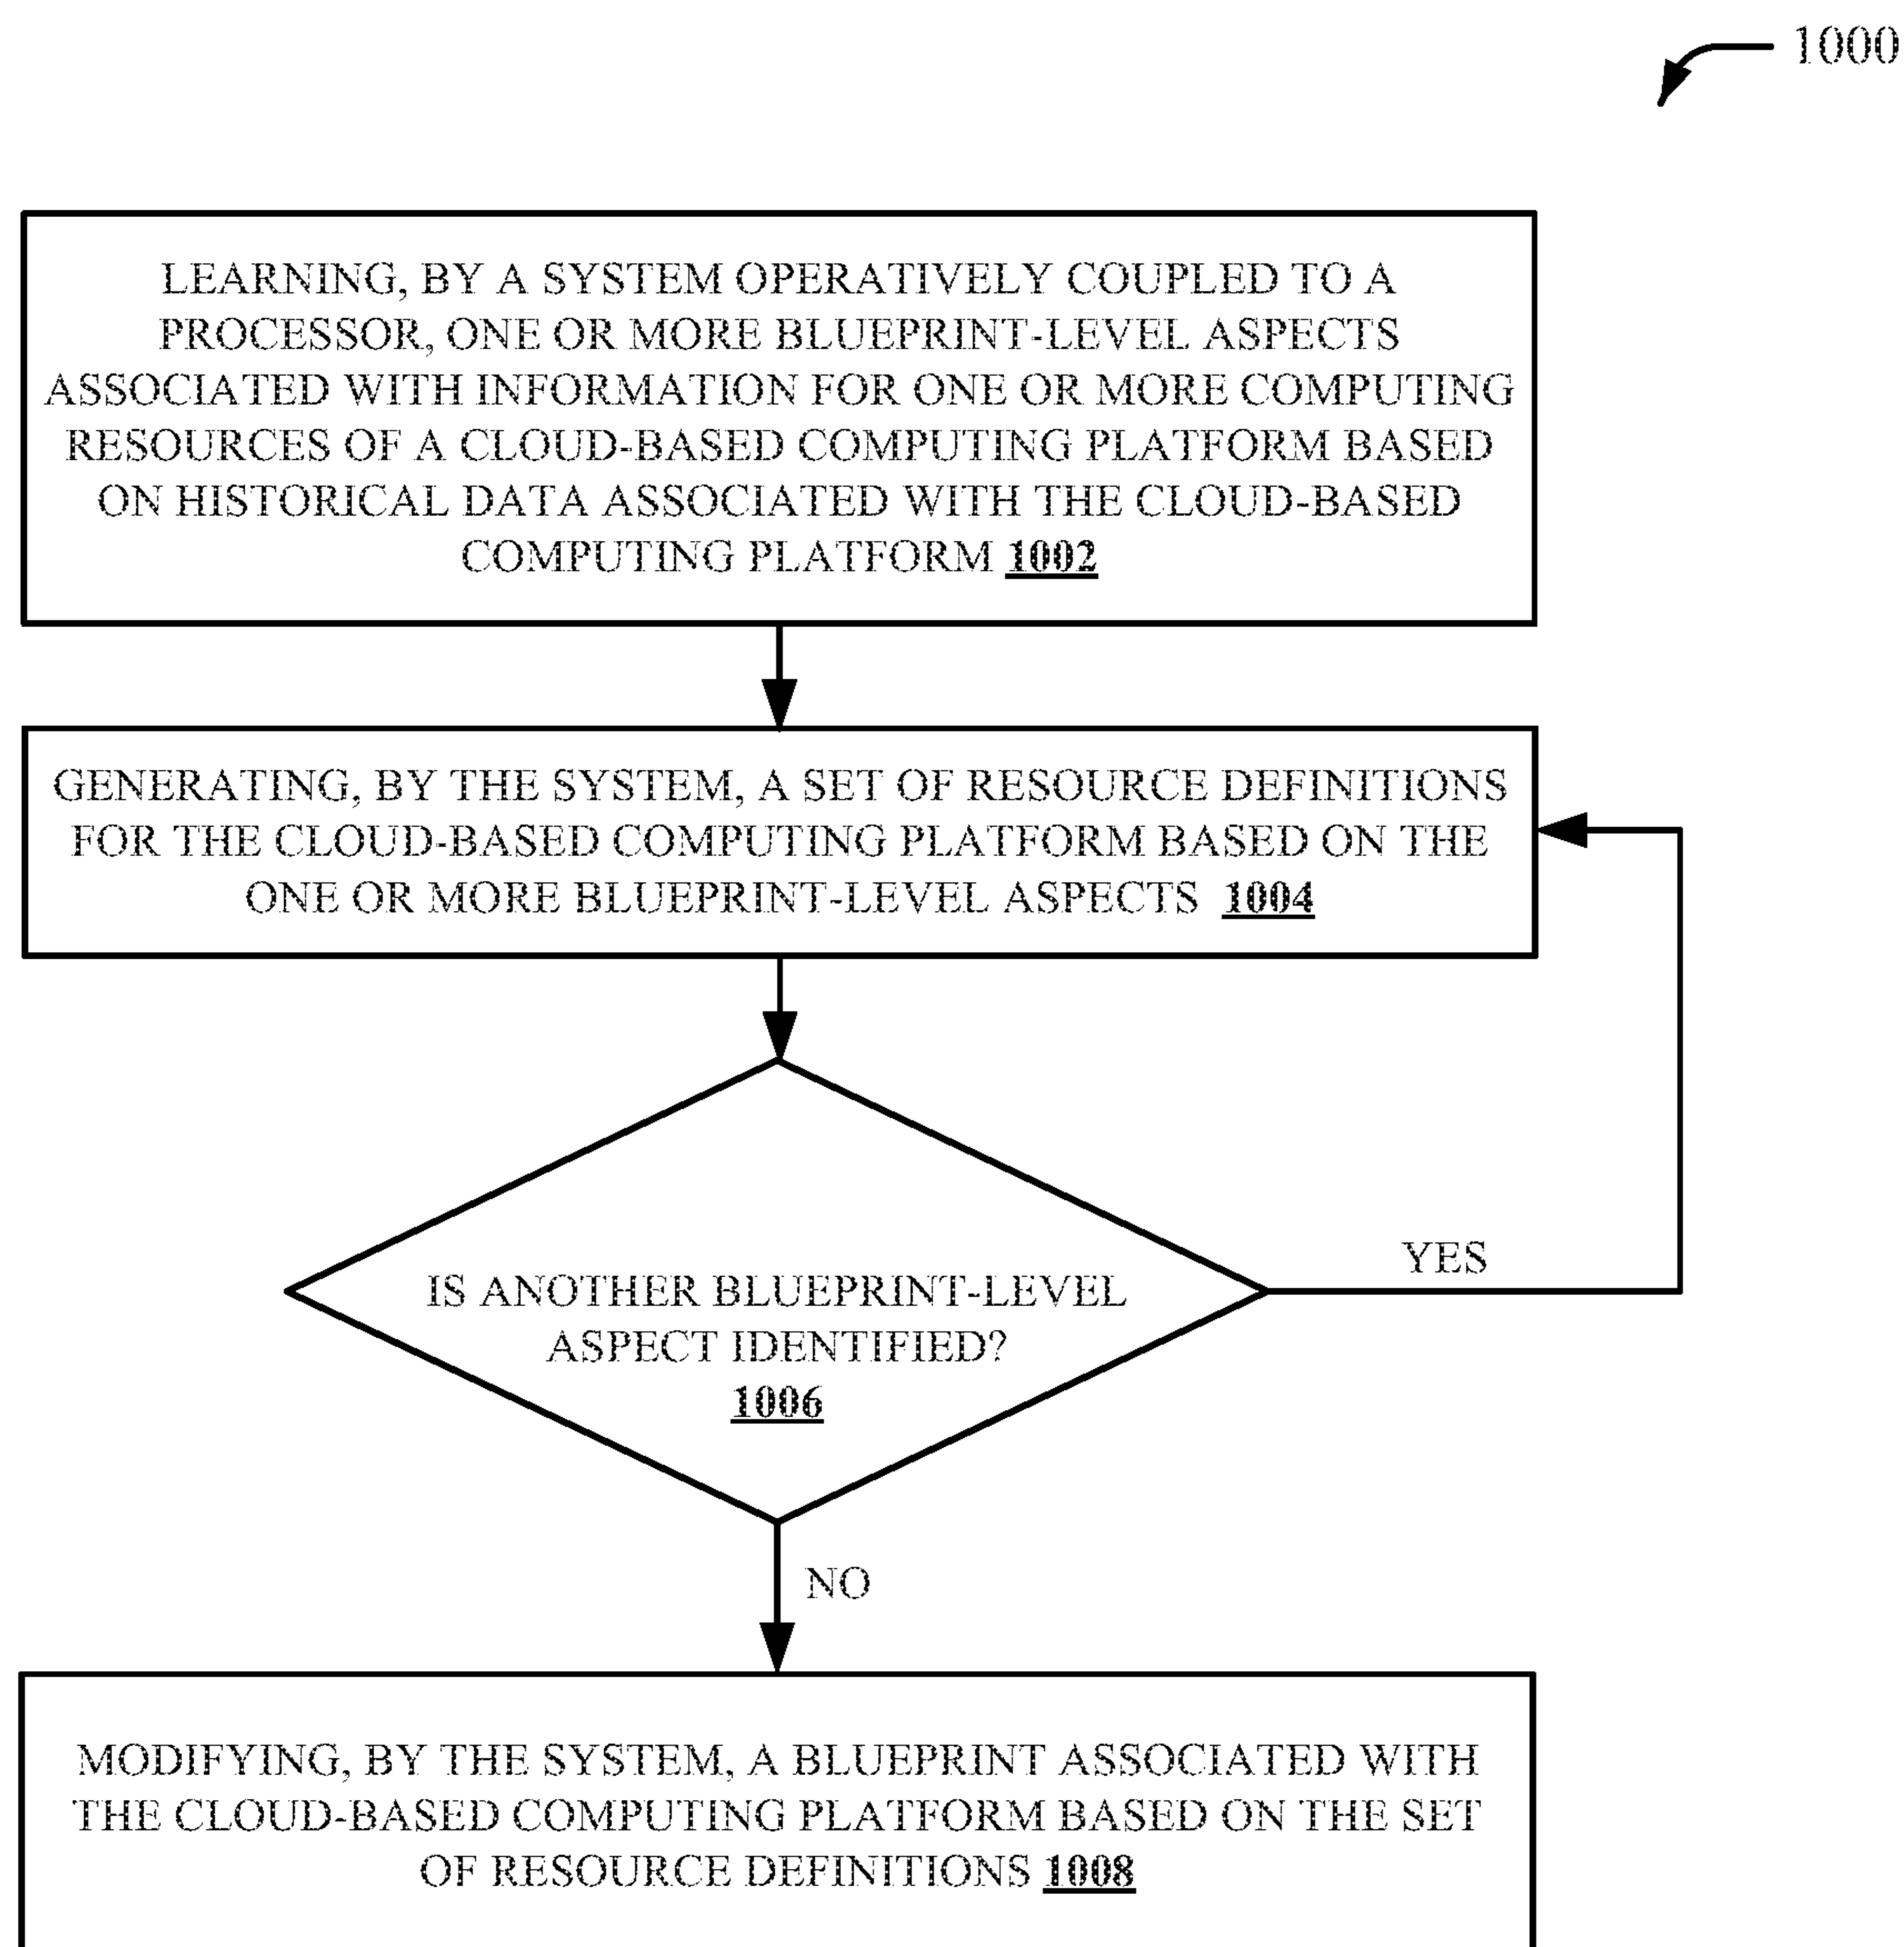 1000
LEARNING, BY A SYSTEM OPERATIVELY COUPLED TO A
PROCESSOR, ONE OR MORE BLUEPRINT-LEVEL ASPECTS
ASSOCIATED WITH INFORMATION FOR ONE OR MORE COMPUTING
RESOURCES OF A CLOUD-BASED COMPUTING PLATFORM BASED
ON HISTORICAL DATA ASSOCIATED WITH THE CLOUD-BASED
COMPUTING PLATFORM 1002
GENERATING, BY THE SYSTEM, A SET OF RESOURCE DEFINITIONS
FOR THE CLOUD-BASED COMPUTING PLATFORM BASED ON THE
ONE OR MORE BLUEPRINT-LEVEL ASPECTS 1004
IS ANOTHER BLUEPRINT-LEVEL
ASPECT IDENTIFIED?
1006
YES
NO
MODIFYING, BY THE SYSTEM, A BLUEPRINT ASSOCIATED WITH
THE CLOUD-BASED COMPUTING PLATFORM BASED ON THE SET
OF RESOURCE DEFINITIONS 1008